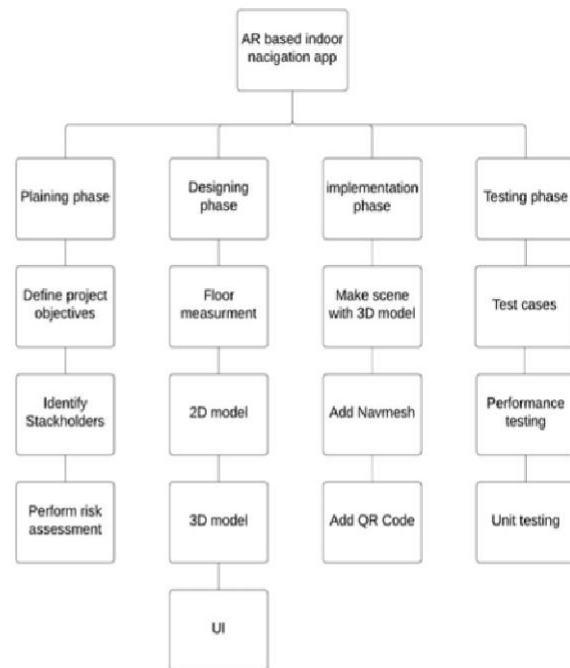 AR based indoor
nacigation app
Plaining phase
Designing
phase
implementation
phase
Testing phase
Define project
objectives
Floor
measurment
Make scene
with 3D model
Test cases
Identify
Stackholders
2D model
Add Navmesh
Performance
testing
Perform risk
assessment
3D model
Add QR Code
Unit testing
UI